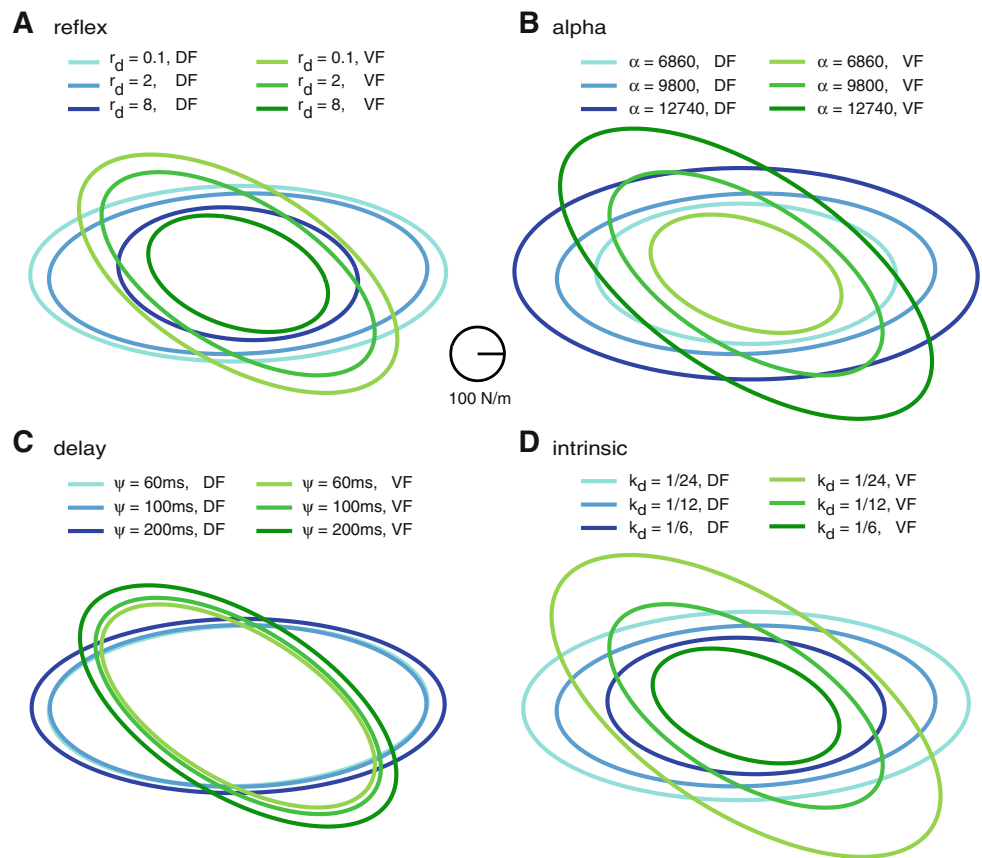 A reflex
r_d = 0.1, DF r_d = 0.1, VF
r_d = 2, DF r_d = 2, VF
r_d = 8, DF r_d = 8, VF
B alpha
α = 6860, DF α = 6860, VF
α = 9800, DF α = 9800, VF
α = 12740, DF α = 12740, VF
100 N/m
C delay
ψ = 60ms, DF ψ = 60ms, VF
ψ = 100ms, DF ψ = 100ms, VF
ψ = 200ms, DF ψ = 200ms, VF
D intrinsic
k_d = 1/24, DF k_d = 1/24, VF
k_d = 1/12, DF k_d = 1/12, VF
k_d = 1/6, DF k_d = 1/6, VF